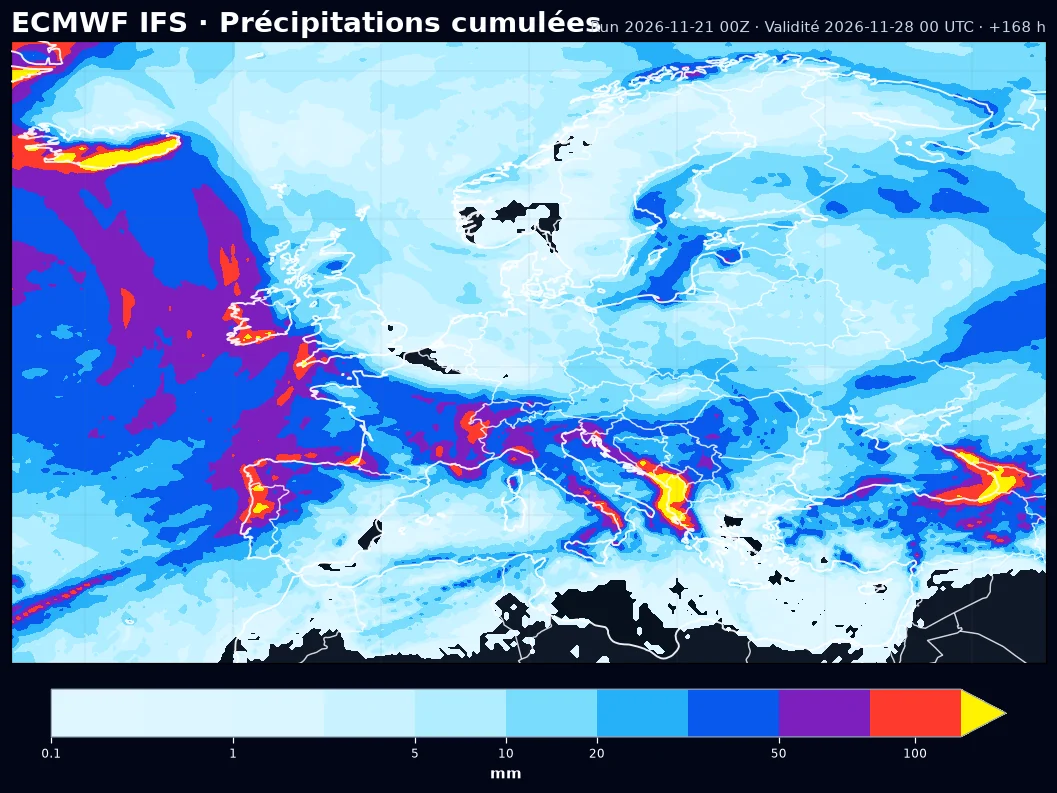 ECMWF IFS · Précipitations cumulées
Run 2026-11-21 00Z · Validité 2026-11-28 00 UTC · +168 h
0.1 1 5 10 20 50 100
mm